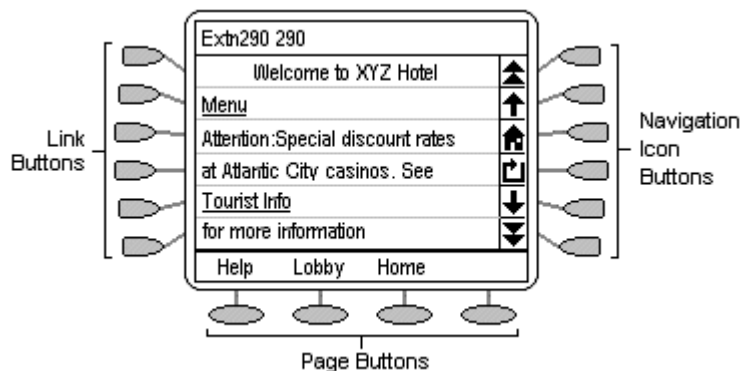 Extn290 290
Welcome to XYZ Hotel
Menu
Attention:Special discount rates
at Atlantic City casinos. See
Tourist Info
for more information
Help Lobby Home
Link
Buttons
Navigation
Icon
Buttons
Page Buttons